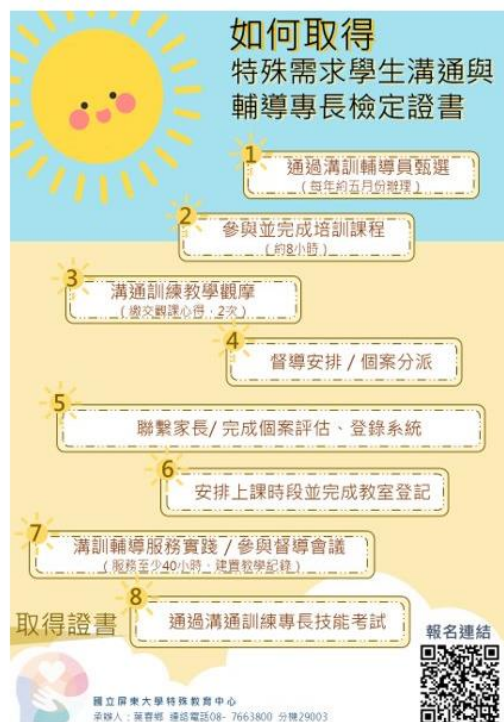 如何取得
特殊需求學生溝通與
輔導專長檢定證書
1
通過溝訓輔導員甄選
(每年約五月份辦理)
2
參與並完成培訓課程
(約8小時)
3
溝通訓練教學觀摩
(繳交觀課心得,2次)
4
督導安排/個案分派
5
聯繫家長/完成個案評估、登錄系統
6
安排上課時段並完成教室登記
7
溝訓輔導服務實踐/參與督導會議
(服務至少40小時、建置教學紀錄)
8
取得證書
通過溝通訓練專長技能考試
報名連結
國立屏東大學特殊教育中心
承辦人:葉春鄉 連絡電話08-7663800 分機29003